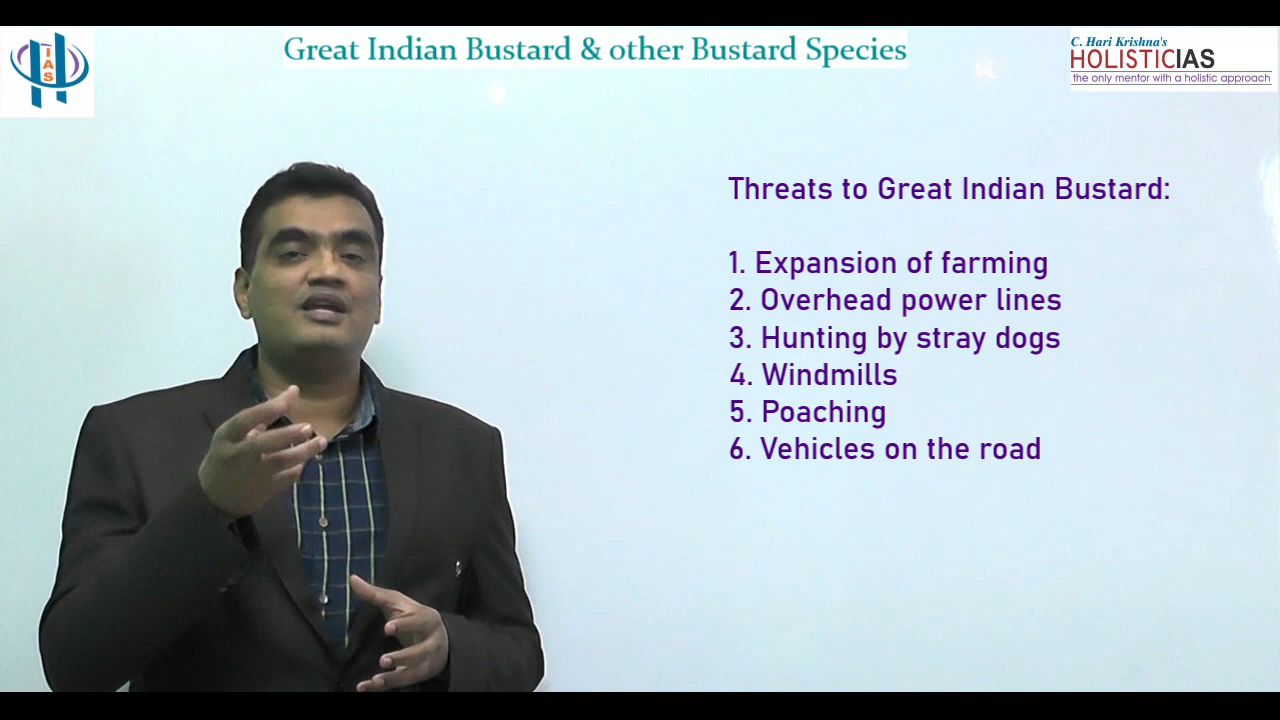 IAS
Great Indian Bustard & other Bustard Species
C. Hari Krishna's
HOLISTICIAS
the only mentor with a holistic approach
Threats to Great Indian Bustard:
1. Expansion of farming
2. Overhead power lines
3. Hunting by stray dogs
4. Windmills
5. Poaching
6. Vehicles on the road